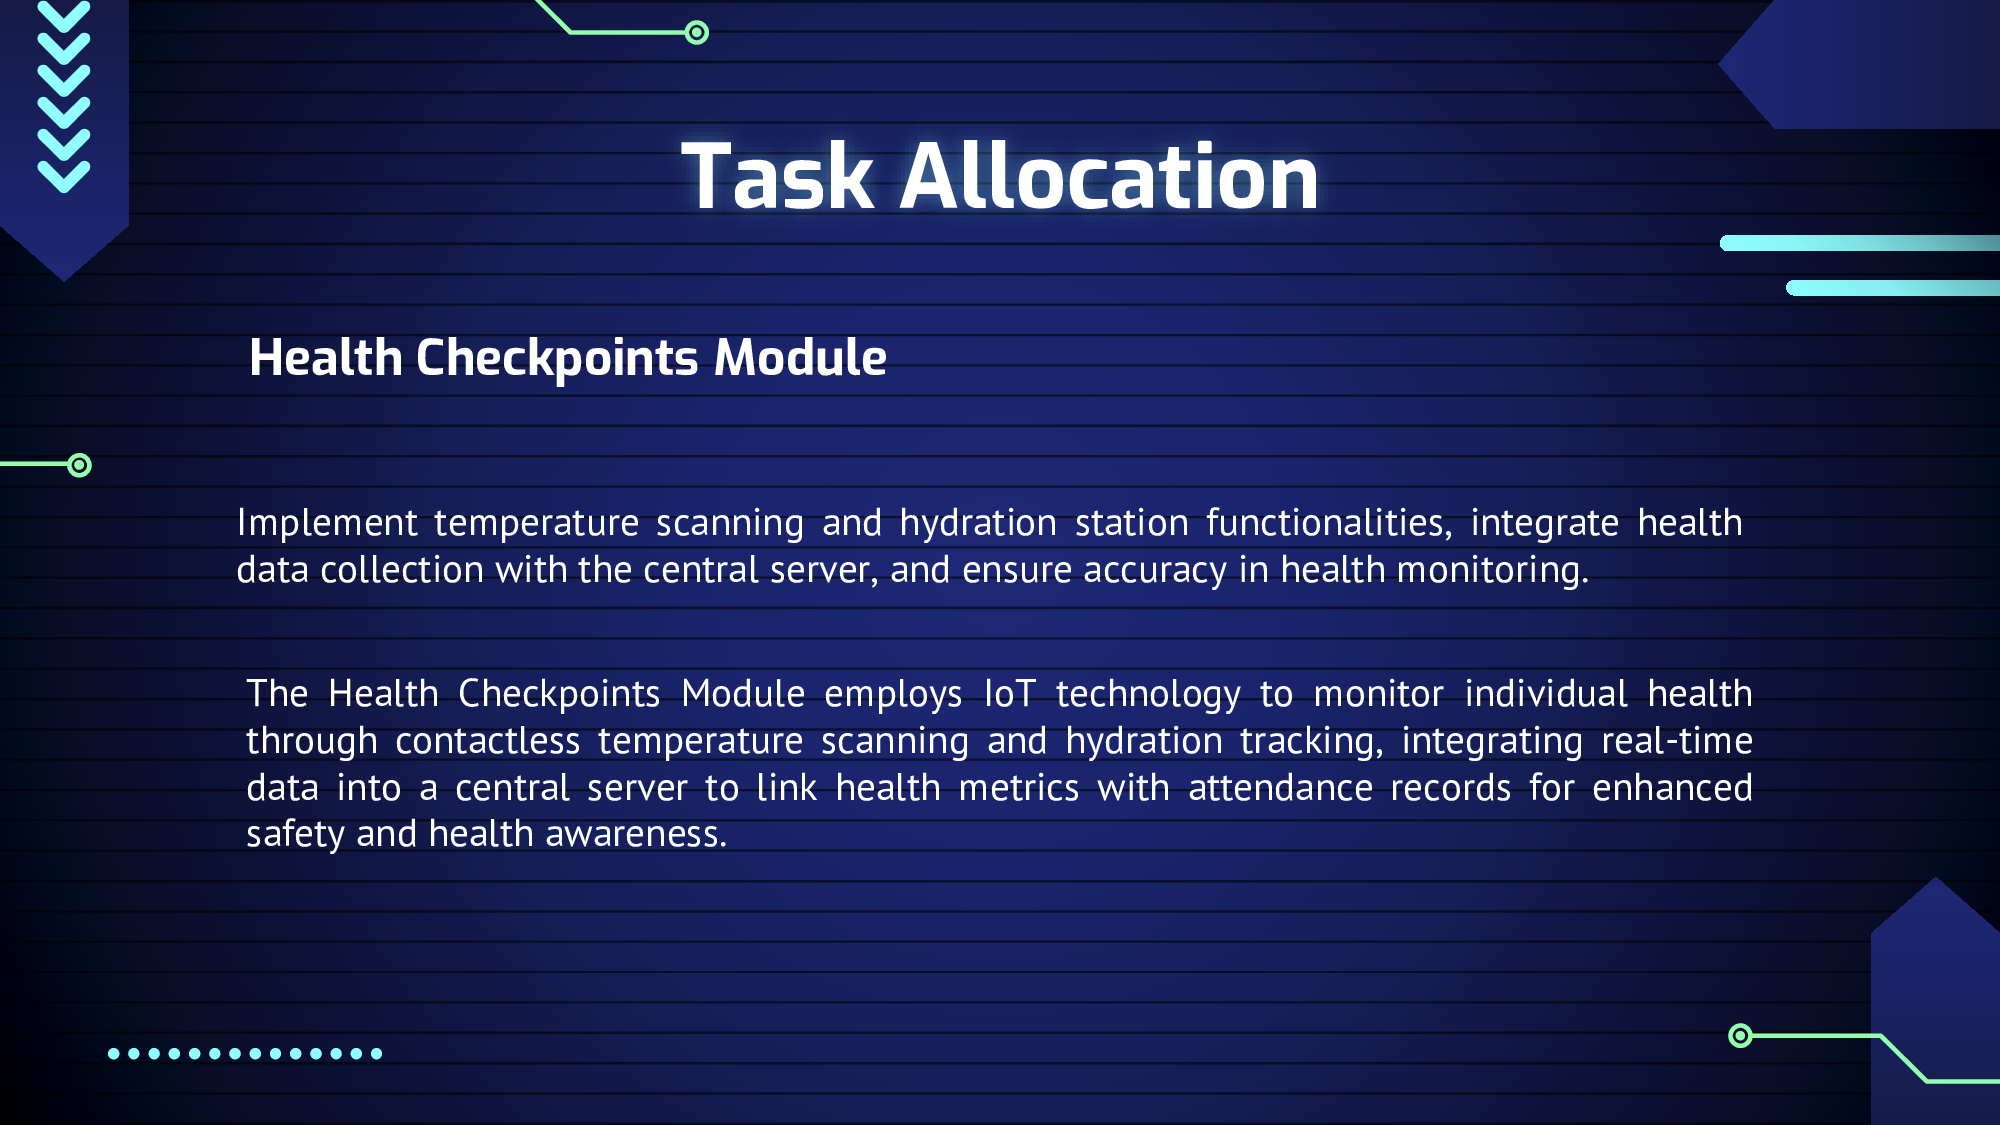 Task Allocation
Health Checkpoints Module
Implement temperature scanning and hydration station functionalities, integrate health
data collection with the central server, and ensure accuracy in health monitoring.
The Health Checkpoints Module employs IoT technology to monitor individual health
through contactless temperature scanning and hydration tracking, integrating real-time
data into a central server to link health metrics with attendance records for enhanced
safety and health awareness.